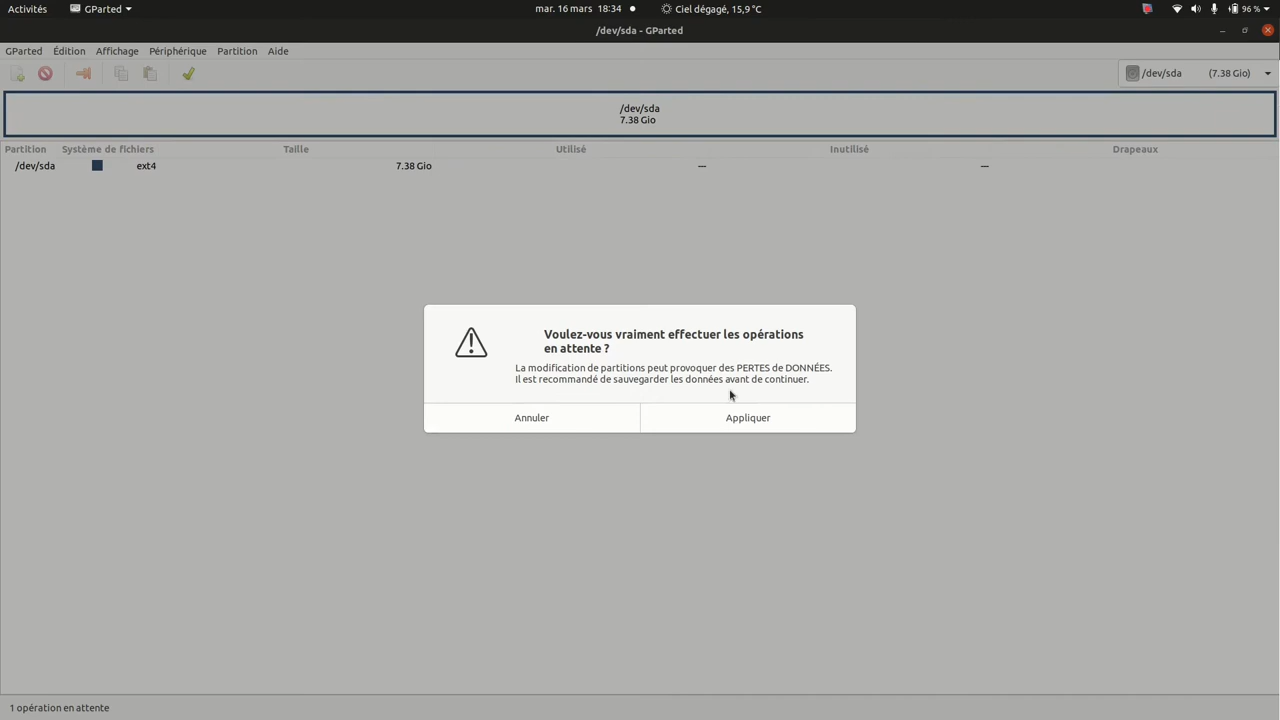 Activités GParted mar. 16 mars 18:34 Ciel dégagé, 15,9 °C 96 %
/dev/sda - GParted
GParted Édition Affichage Périphérique Partition Aide
/dev/sda (7.38 Gio)
/dev/sda
7.38 Gio
Partition Système de fichiers Taille Utilisé Inutilisé Drapeaux
/dev/sda ext4 7.38 Gio — —
Voulez-vous vraiment effectuer les opérations
en attente ?
La modification de partitions peut provoquer des PERTES de DONNÉES.
Il est recommandé de sauvegarder les données avant de continuer.
Annuler Appliquer
1 opération en attente